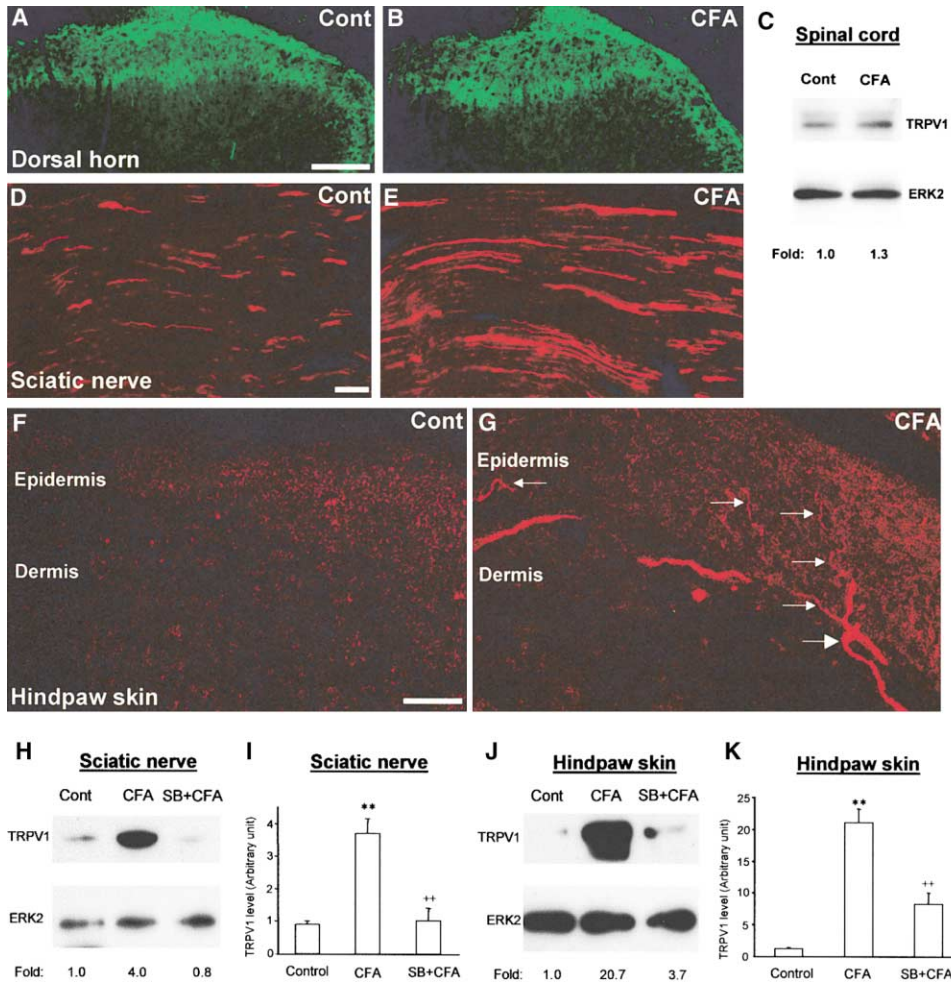 A Cont
B CFA
Dorsal horn
C
Spinal cord
Cont CFA
TRPV1
ERK2
Fold: 1.0 1.3
D Cont
E CFA
Sciatic nerve
F Cont
Epidermis
Dermis
Hindpaw skin
G CFA
Epidermis
Dermis
H Sciatic nerve
Cont CFA SB+CFA
TRPV1
ERK2
Fold: 1.0 4.0 0.8
I Sciatic nerve
TRPV1 level (Arbitrary unit)
4
3
2
1
0
**
++
Control CFA SB+CFA
J Hindpaw skin
Cont CFA SB+CFA
TRPV1
ERK2
Fold: 1.0 20.7 3.7
K Hindpaw skin
TRPV1 level (Arbitrary unit)
25
20
15
10
5
0
**
++
Control CFA SB+CFA